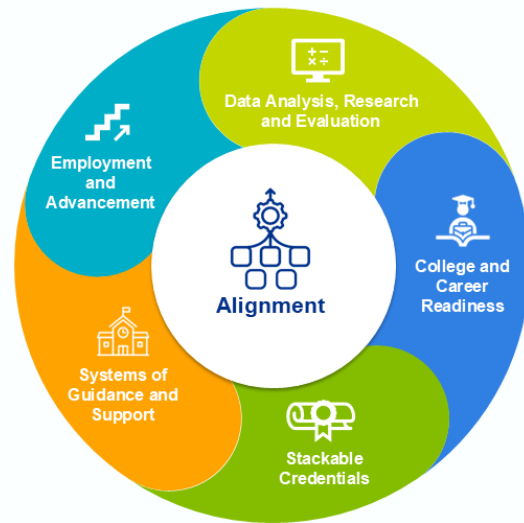 Data Analysis, Research
and Evaluation
College and
Career
Readiness
Stackable
Credentials
Systems of
Guidance and
Support
Employment
and
Advancement
Alignment